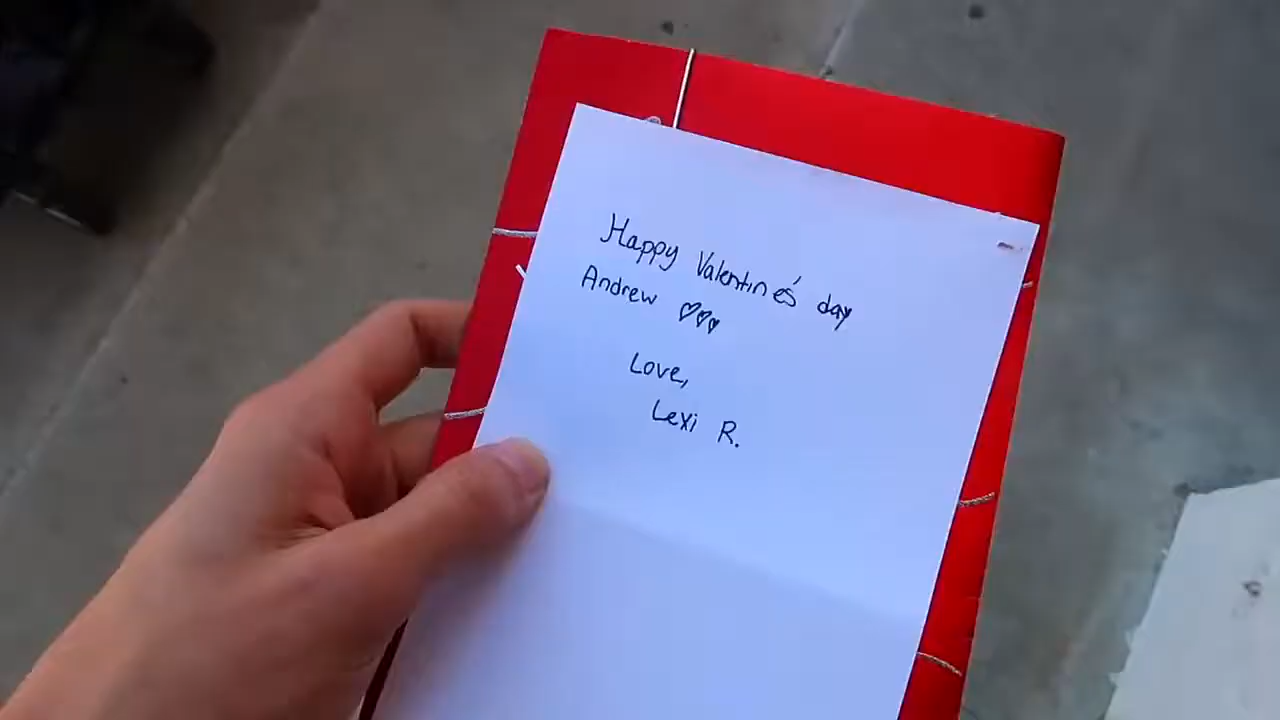 Happy Valentine's day
Andrew ♡♡♡
Love,
Lexi R.